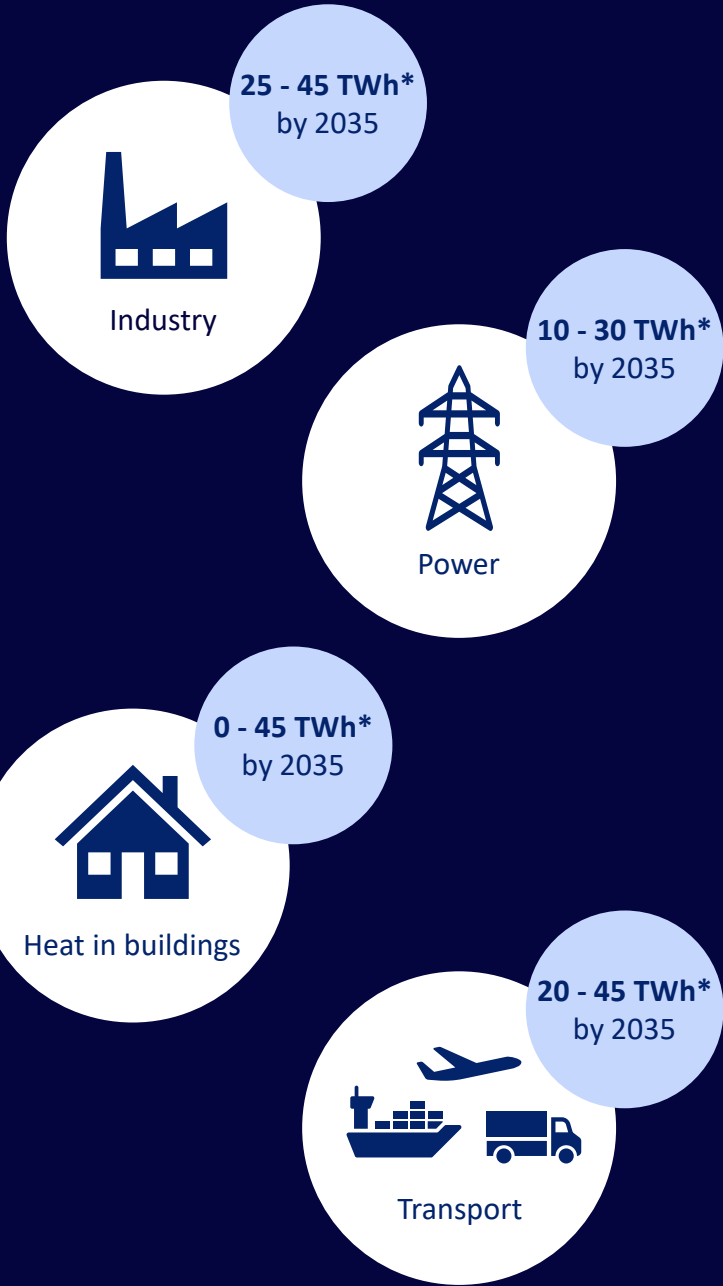 25 - 45 TWh*
by 2035
Industry
10 - 30 TWh*
by 2035
Power
0 - 45 TWh*
by 2035
Heat in buildings
20 - 45 TWh*
by 2035
Transport